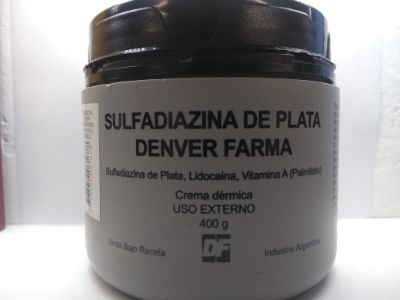 SULFADIAZINA DE PLATA
DENVER FARMA
Sulfadiazina de Plata, Lidocaína, Vitamina A (Palmitato)
Crema dérmica
USO EXTERNO
400 g
Venta Bajo Receta
DF
Industria Argentina